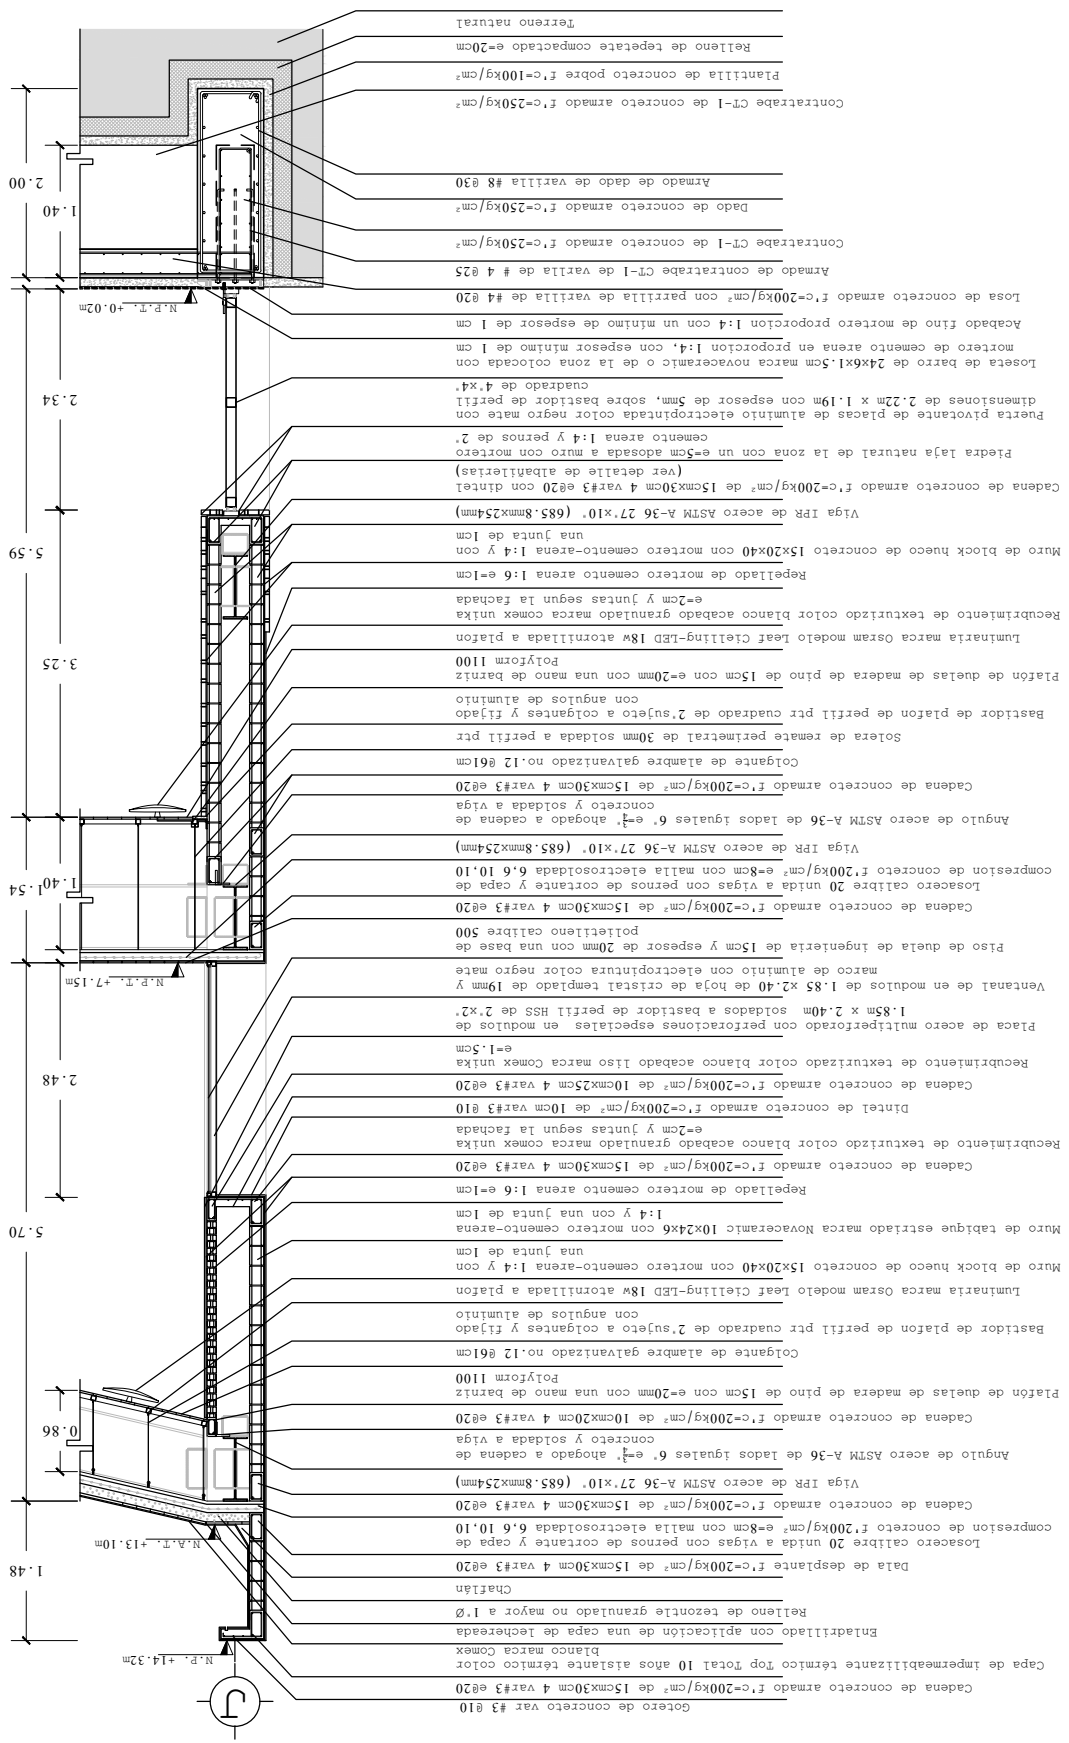 J
Gotero de concreto var #3 @10
Cadena de concreto armado f'c=200kg/cm² de 15cmx30cm 4 var#3 e@20
Capa de impermeabilizante térmico Top Total 10 años aislante térmico color
blanco marca Comex
Enladrillado con aplicación de una capa de lechereada
Relleno de tezontle granulado no mayor a 1"Ø
Chaflán
Dala de desplante f'c=200kg/cm² de 15cmx30cm 4 var#3 e@20
Losacero calibre 20 unida a vigas con pernos de cortante y capa de
compresion de concreto f'200kg/cm² e=8cm con malla electrosoldada 6,6 10,10
Cadena de concreto armado f'c=200kg/cm² de 15cmx30cm 4 var#3 e@20
Viga IPR de acero ASTM A-36 27"x10" (685.8mmx254mm)
Angulo de acero ASTM A-36 de lados iguales 6" e=¾" ahogado a cadena de
concreto y soldada a viga
Cadena de concreto armado f'c=200kg/cm² de 10cmx20cm 4 var#3 e@20
Plafón de duelas de madera de pino de 15cm con e=20mm con una mano de barniz
Polyform 1100
Colgante de alambre galvanizado no.12 @61cm
Bastidor de plafon de perfil ptr cuadrado de 2"sujeto a colgantes y fijado
con angulos de aluminio
Luminaria marca Osram modelo Leaf Cielling-LED 18w atornillada a plafon
Muro de block hueco de concreto 15x20x40 con mortero cemento-arena 1:4 y con
una junta de 1cm
Muro de tabique estriado marca Novaceramic 10x24x6 con mortero cemento-arena
1:4 y con una junta de 1cm
Repellado de mortero cemento arena 1:6 e=1cm
Cadena de concreto armado f'c=200kg/cm² de 15cmx30cm 4 var#3 e@20
Recubrimiento de texturizo color blanco acabado granulado marca comex unika
e=2cm y juntas segun la fachada
Dintel de concreto armado f'c=200kg/cm² de 10cm var#3 @10
Cadena de concreto armado f'c=200kg/cm² de 10cmx25cm 4 var#3 e@20
Recubrimiento de texturizado color blanco acabado liso marca Comex unika
e=1.5cm
Placa de acero multiperforado con perforaciones especiales en modulos de
1.85m x 2.40m soldados a bastidor de perfil HSS de 2"x2"
Ventanal de en modulos de 1.85 x2.40 de hoja de cristal templado de 19mm y
marco de aluminio con electropintura color negro mate
Piso de duela de ingeniería de 15cm y espesor de 20mm con una base de
polietileno calibre 500
Cadena de concreto armado f'c=200kg/cm² de 15cmx30cm 4 var#3 e@20
Losacero calibre 20 unida a vigas con pernos de cortante y capa de
compresion de concreto f'200kg/cm² e=8cm con malla electrosoldada 6,6 10,10
Viga IPR de acero ASTM A-36 27"x10" (685.8mmx254mm)
Angulo de acero ASTM A-36 de lados iguales 6" e=¾" ahogado a cadena de
concreto y soldada a viga
Cadena de concreto armado f'c=200kg/cm² de 15cmx30cm 4 var#3 e@20
Colgante de alambre galvanizado no.12 @61cm
Solera de remate perimetral de 30mm soldada a perfil ptr
Bastidor de plafon de perfil ptr cuadrado de 2"sujeto a colgantes y fijado
con angulos de aluminio
Plafón de duelas de madera de pino de 15cm con e=20mm con una mano de barniz
Polyform 1100
Luminaria marca Osram modelo Leaf Cielling-LED 18w atornillada a plafon
Recubrimiento de texturizo color blanco acabado granulado marca comex unika
e=2cm y juntas segun la fachada
Repellado de mortero cemento arena 1:6 e=1cm
Muro de block hueco de concreto 15x20x40 con mortero cemento-arena 1:4 y con
una junta de 1cm
Viga IPR de acero ASTM A-36 27"x10" (685.8mmx254mm)
Cadena de concreto armado f'c=200kg/cm² de 15cmx30cm 4 var#3 e@20 con dintel
(ver detalle de albañilerias)
Piedra laja natural de la zona con un e=5cm adosada a muro con mortero
cemento arena 1:4 y pernos de 2"
Puerta pivotante de placas de aluminio electropintada color negro mate con
dimensiones de 2.22m x 1.19m con espesor de 5mm, sobre bastidor de perfil
cuadrado de 4"x4"
Loseta de barro de 24x6x1.5cm marca novaceramic o de la zona colocada con
mortero de cemento arena en proporcion 1:4, con espesor minimo de 1 cm
Acabado fino de mortero proporcion 1:4 con un minimo de espesor de 1 cm
Losa de concreto armado f'c=200kg/cm² con parrilla de varilla de #4 @20
Armado de contratrabe CT-1 de varilla de # 4 @25
Contratrabe CT-1 de concreto armado f'c=250kg/cm²
Dado de concreto armado f'c=250kg/cm²
Armado de dado de varilla #8 @30
Contratrabe CT-1 de concreto armado f'c=250kg/cm²
Plantilla de concreto pobre f'c=100kg/cm²
Relleno de tepetate compactado e=20cm
Terreno natural
N.P. +14.32m
1.48
N.A.T. +13.10m
0.86
5.70
2.48
N.P.T. +7.15m
1.40
1.54
3.25
5.59
2.34
N.P.T. +0.02m
1.40
2.00